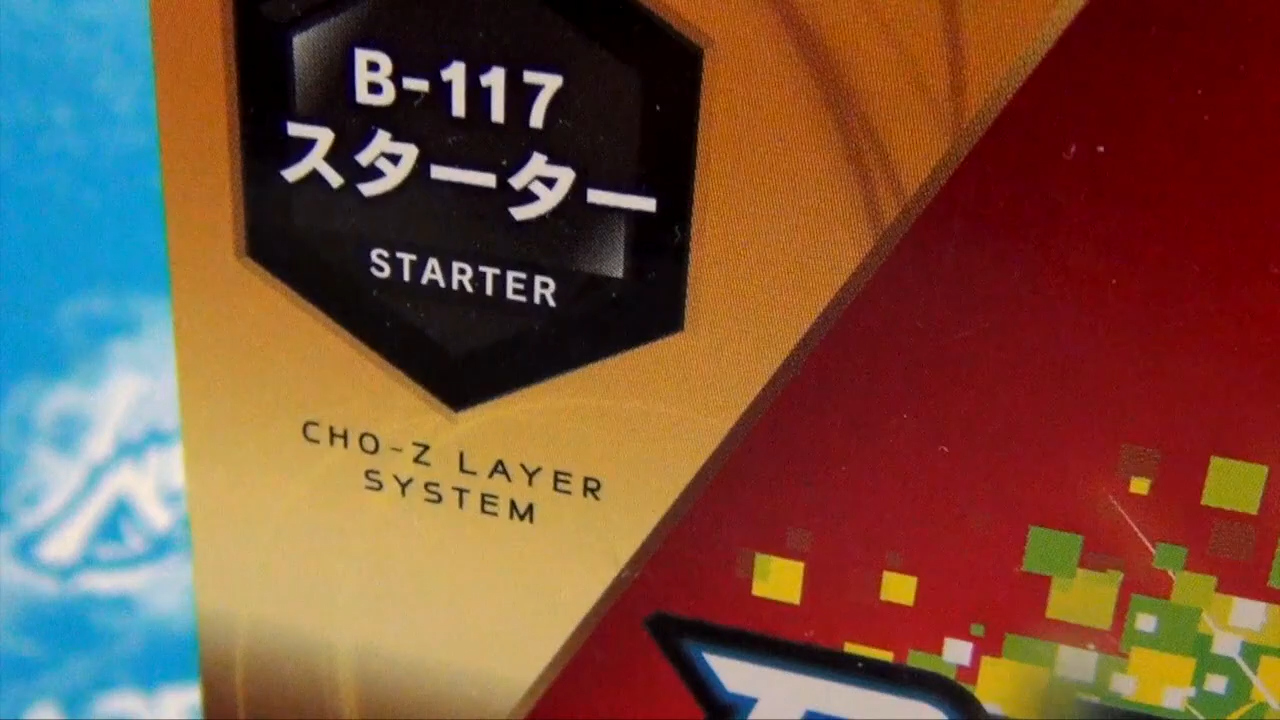 B-117
スターター
STARTER
CHO-Z LAYER
SYSTEM